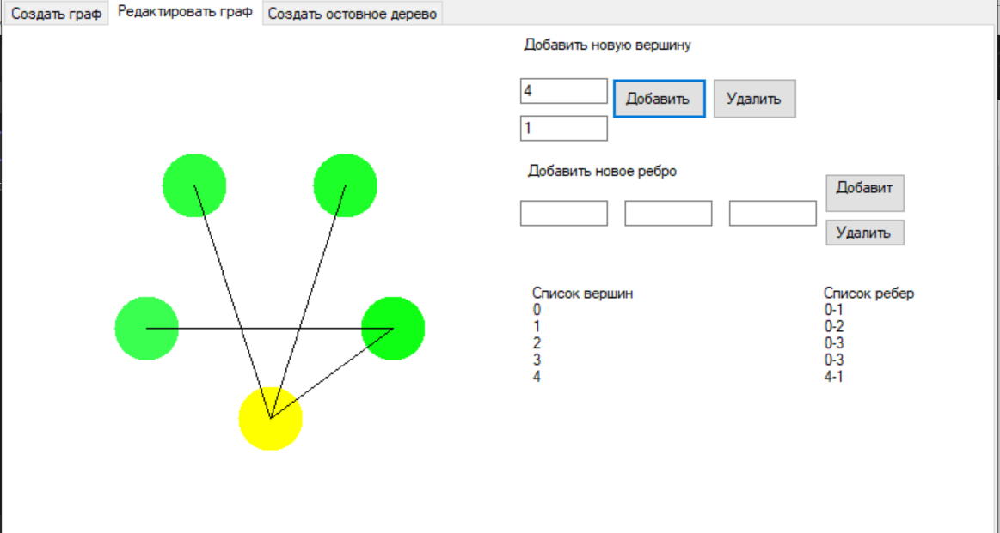 Создать граф
Редактировать граф
Создать остовное дерево
Добавить новую вершину
4
Добавить
Удалить
1
Добавить новое ребро
Добавит
Удалить
Список вершин
0
1
2
3
4
Список ребер
0-1
0-2
0-3
0-3
4-1